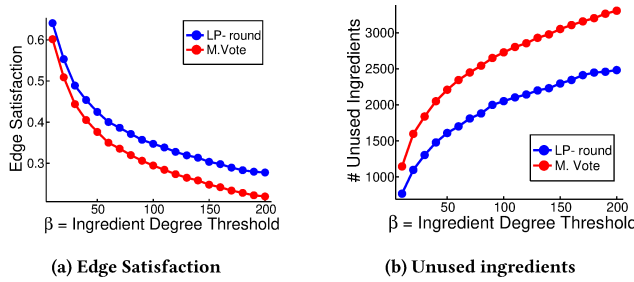 LP- round
M.Vote
0.6
0.5
0.4
0.3
Edge Satisfaction
50 100 150 200
β = Ingredient Degree Threshold
(a) Edge Satisfaction
3000
2500
2000
1500
1000
# Unused Ingredients
LP- round
M. Vote
50 100 150 200
β = Ingredient Degree Threshold
(b) Unused ingredients